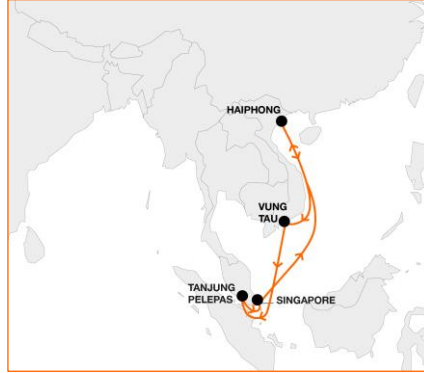 HAIPHONG
VUNG
TAU
TANJUNG
PELEPAS
SINGAPORE